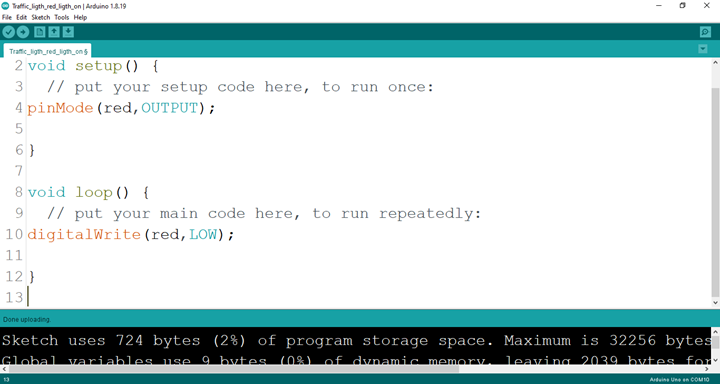 Traffic_ligth_red_ligth_on | Arduino 1.8.19
File Edit Sketch Tools Help
Traffic_ligth_red_ligth_on §
2 void setup() {
3 // put your setup code here, to run once:
4 pinMode(red,OUTPUT);
5
6 }
7
8 void loop() {
9 // put your main code here, to run repeatedly:
10 digitalWrite(red,LOW);
11
12 }
13
Done uploading.
Sketch uses 724 bytes (2%) of program storage space. Maximum is 32256 bytes
Global variables use 9 bytes (0%) of dynamic memory, leaving 2039 bytes for
13
Arduino Uno on COM10